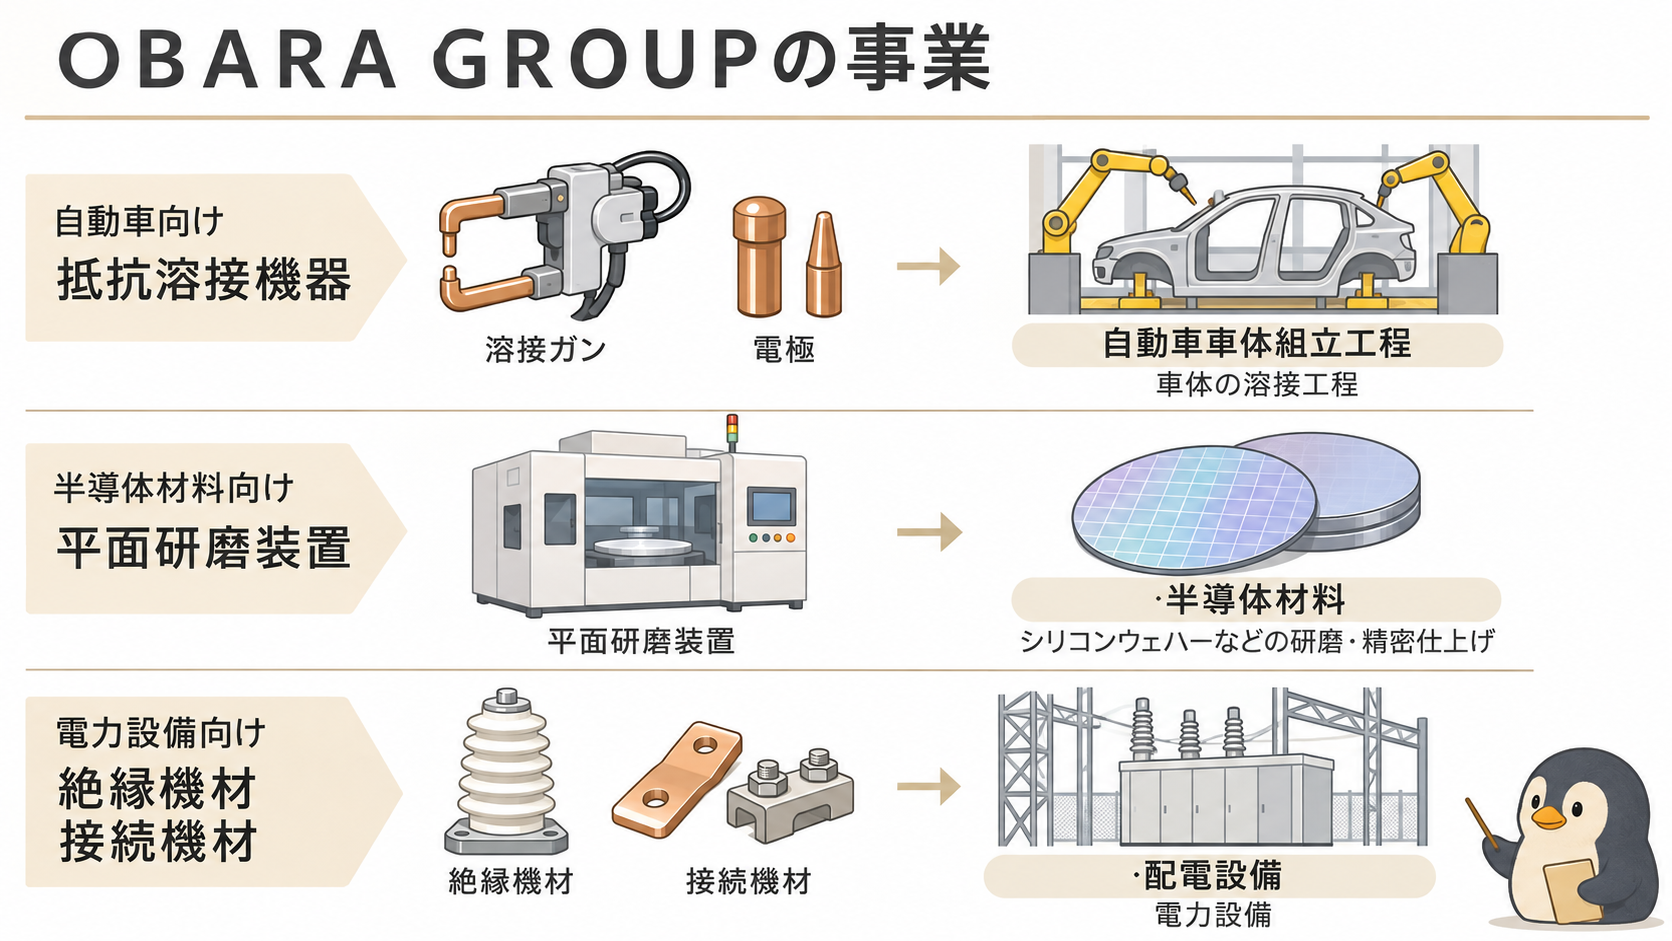 OBARA GROUPの事業
自動車向け
抵抗溶接機器
溶接ガン
電極
自動車車体組立工程
車体の溶接工程
半導体材料向け
平面研磨装置
平面研磨装置
·半導体材料
シリコンウェハーなどの研磨·精密仕上げ
電力設備向け
絶縁機材
接続機材
絶縁機材
接続機材
·配電設備
電力設備